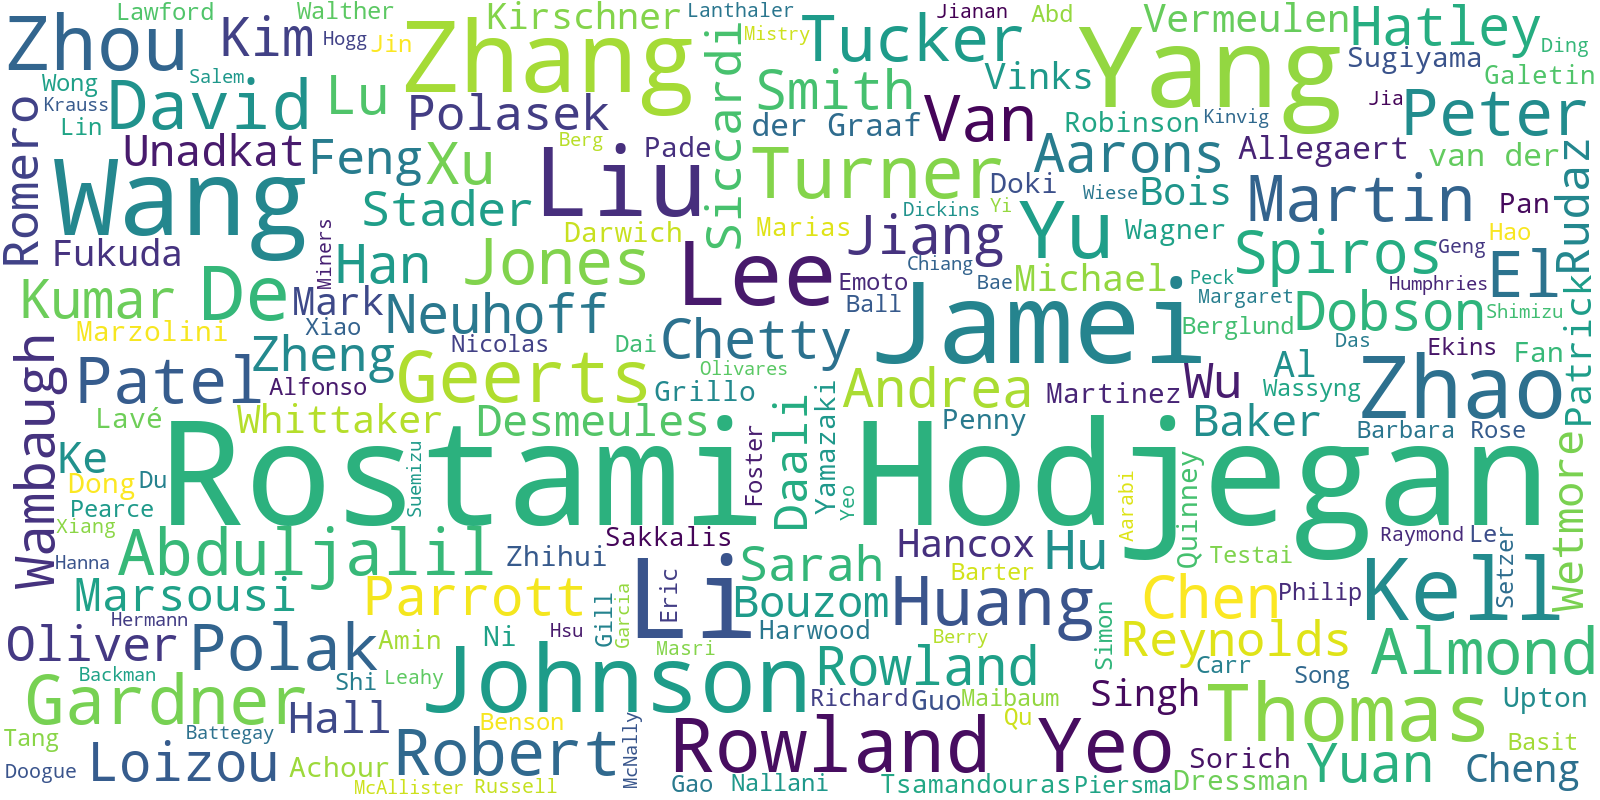 Lawford
Walther
Kirschner
Lanthaler
Jianan
Abd
Vermeulen
Hatley
Zhou
Kim
Hogg
Jin
Zhang
Siccardi
Mistry
Tucker
Yang
Sugiyama
Ding
Wong
Salem
Krauss
David
Lu
Polasek
Smith
Vinks
Galetin
Jia
Peter
Romero
Lin
Unadkat
Feng
Xu
Berg
Pade
der Graaf
Van
Robinson
Kinvig
Allegaert
van der
Rudaz
Wang
Stader
Liu
Turner
Doki
Aarons
Wiese
Bois
Martin
Pan
Fukuda
Miners
Han
Jones
Darwich
Marias
Jiang
Dickins
Yi
Yu
Wagner
Spiros
Geng
Hao
Kumar
De
Mark
Neuhoff
Lee
Emoto
Ball
Chiang
Bae
Michael
Peck
Margaret
Humphries
El
Patrick
Marzolini
Xiao
Zheng
Nicolas
Dai
Chetty
Jamei
Berglund
Dobson
Shimizu
Wambaugh
Patel
Alfonso
Geerts
Olivares
Grillo
Andrea
Martinez
Wu
Al
Wassyng
Das
Zhao
Ekins
Fan
Lavé
Whittaker
Desmeules
Daali
Yamazaki
Penny
Baker
Barbara
Rose
Ke
Dong
Du
Rostami
Suemizu
Foster
Yeo
Hodjegan
Aarabi
Quinney
Wetmore
Pearce
Xiang
Hanna
Abduljalil
Zhihui
Sakkalis
Sarah
Hancox
Hu
Testai
Raymond
Ler
Setzer
Marsousi
Parrott
Gill
Garcia
Li
Eric
Bouzom
Huang
Barter
Chen
Philip
Kell
Hermann
Oliver
Polak
Amin
Ni
Hsu
Masri
Harwood
Berry
Simon
Reynolds
Almond
Backman
Shi
Leahy
Johnson
Rowland
Carr
Song
Gardner
Hall
Benson
Richard
Guo
Maibaum
Qu
Singh
Thomas
Upton
Tang
Battegay
Robert
McNally
Rowland Yeo
Sorich
Yuan
Basit
Doogue
Loizou
Achour
McAllister
Russell
Gao
Nallani
Tsamandouras
Piersma
Dressman
Cheng